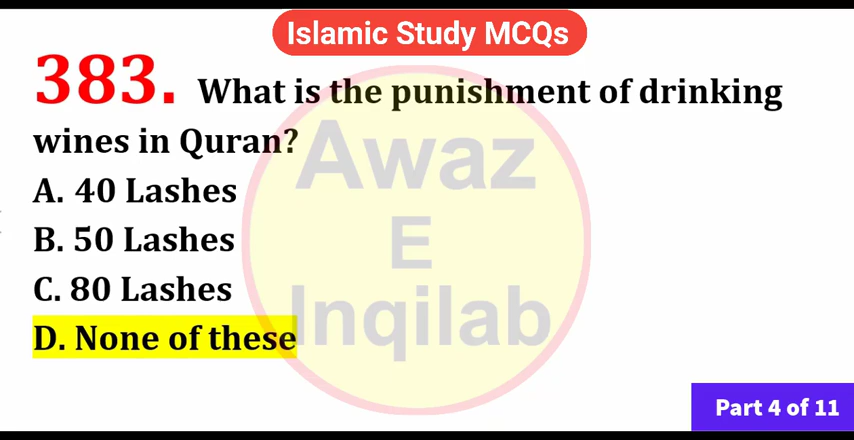 Islamic Study MCQs
383. What is the punishment of drinking
wines in Quran?
A. 40 Lashes
B. 50 Lashes
C. 80 Lashes
D. None of these
Awaz
E
Inqilab
Part 4 of 11